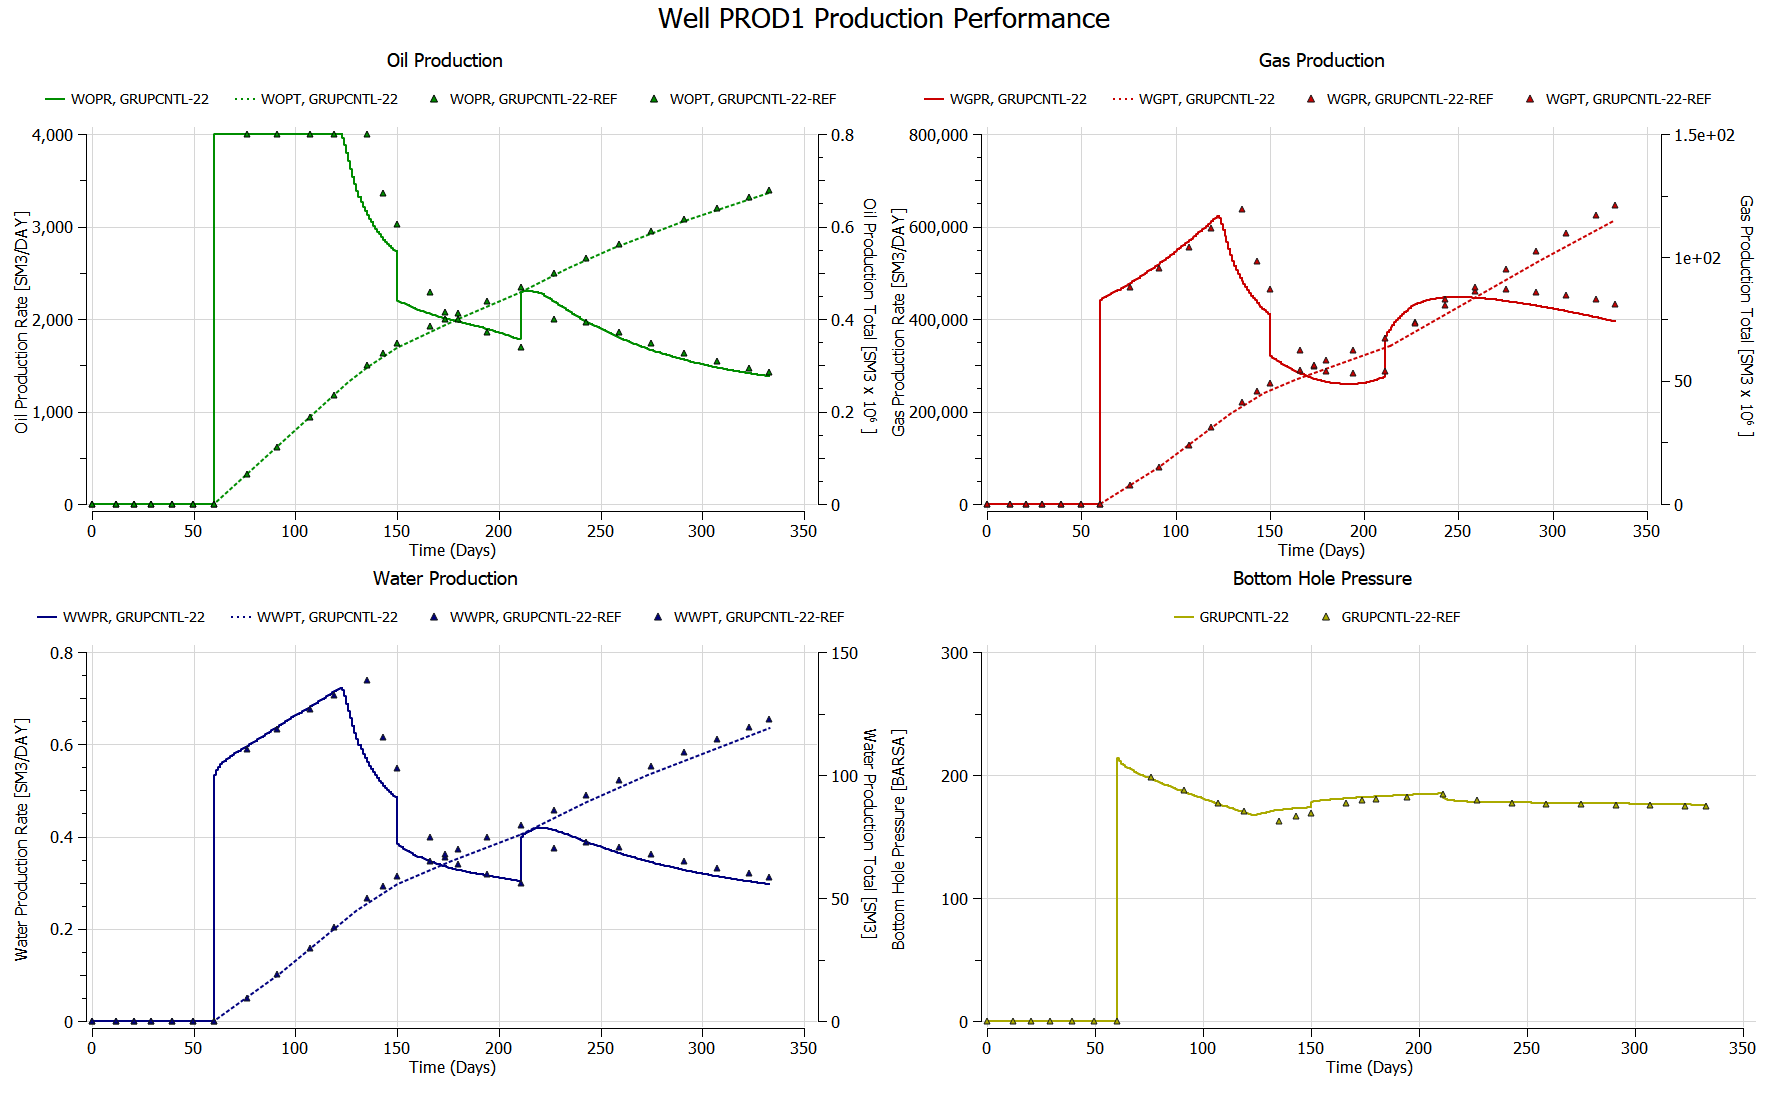 Well PROD1 Production Performance
Oil Production
WOPR, GRUPCNTL-22 WOPT, GRUPCNTL-22 WOPR, GRUPCNTL-22-REF WOPT, GRUPCNTL-22-REF
4,000
3,000
2,000
1,000
0
Oil Production Rate [SM3/DAY]
0.8
0.6
0.4
0.2
0
Oil Production Total [SM3 x 10⁶ ]
0 50 100 150 200 250 300 350
Time (Days)
Gas Production
WGPR, GRUPCNTL-22 WGPT, GRUPCNTL-22 WGPR, GRUPCNTL-22-REF WGPT, GRUPCNTL-22-REF
800,000
600,000
400,000
200,000
0
Gas Production Rate [SM3/DAY]
1.5e+02
1e+02
50
0
Gas Production Total [SM3 x 10⁶ ]
0 50 100 150 200 250 300 350
Time (Days)
Water Production
WWPR, GRUPCNTL-22 WWPT, GRUPCNTL-22 WWPR, GRUPCNTL-22-REF WWPT, GRUPCNTL-22-REF
0.8
0.6
0.4
0.2
0
Water Production Rate [SM3/DAY]
150
100
50
0
Water Production Total [SM3]
0 50 100 150 200 250 300 350
Time (Days)
Bottom Hole Pressure
GRUPCNTL-22 GRUPCNTL-22-REF
300
200
100
0
Bottom Hole Pressure [BARSA]
0 50 100 150 200 250 300 350
Time (Days)